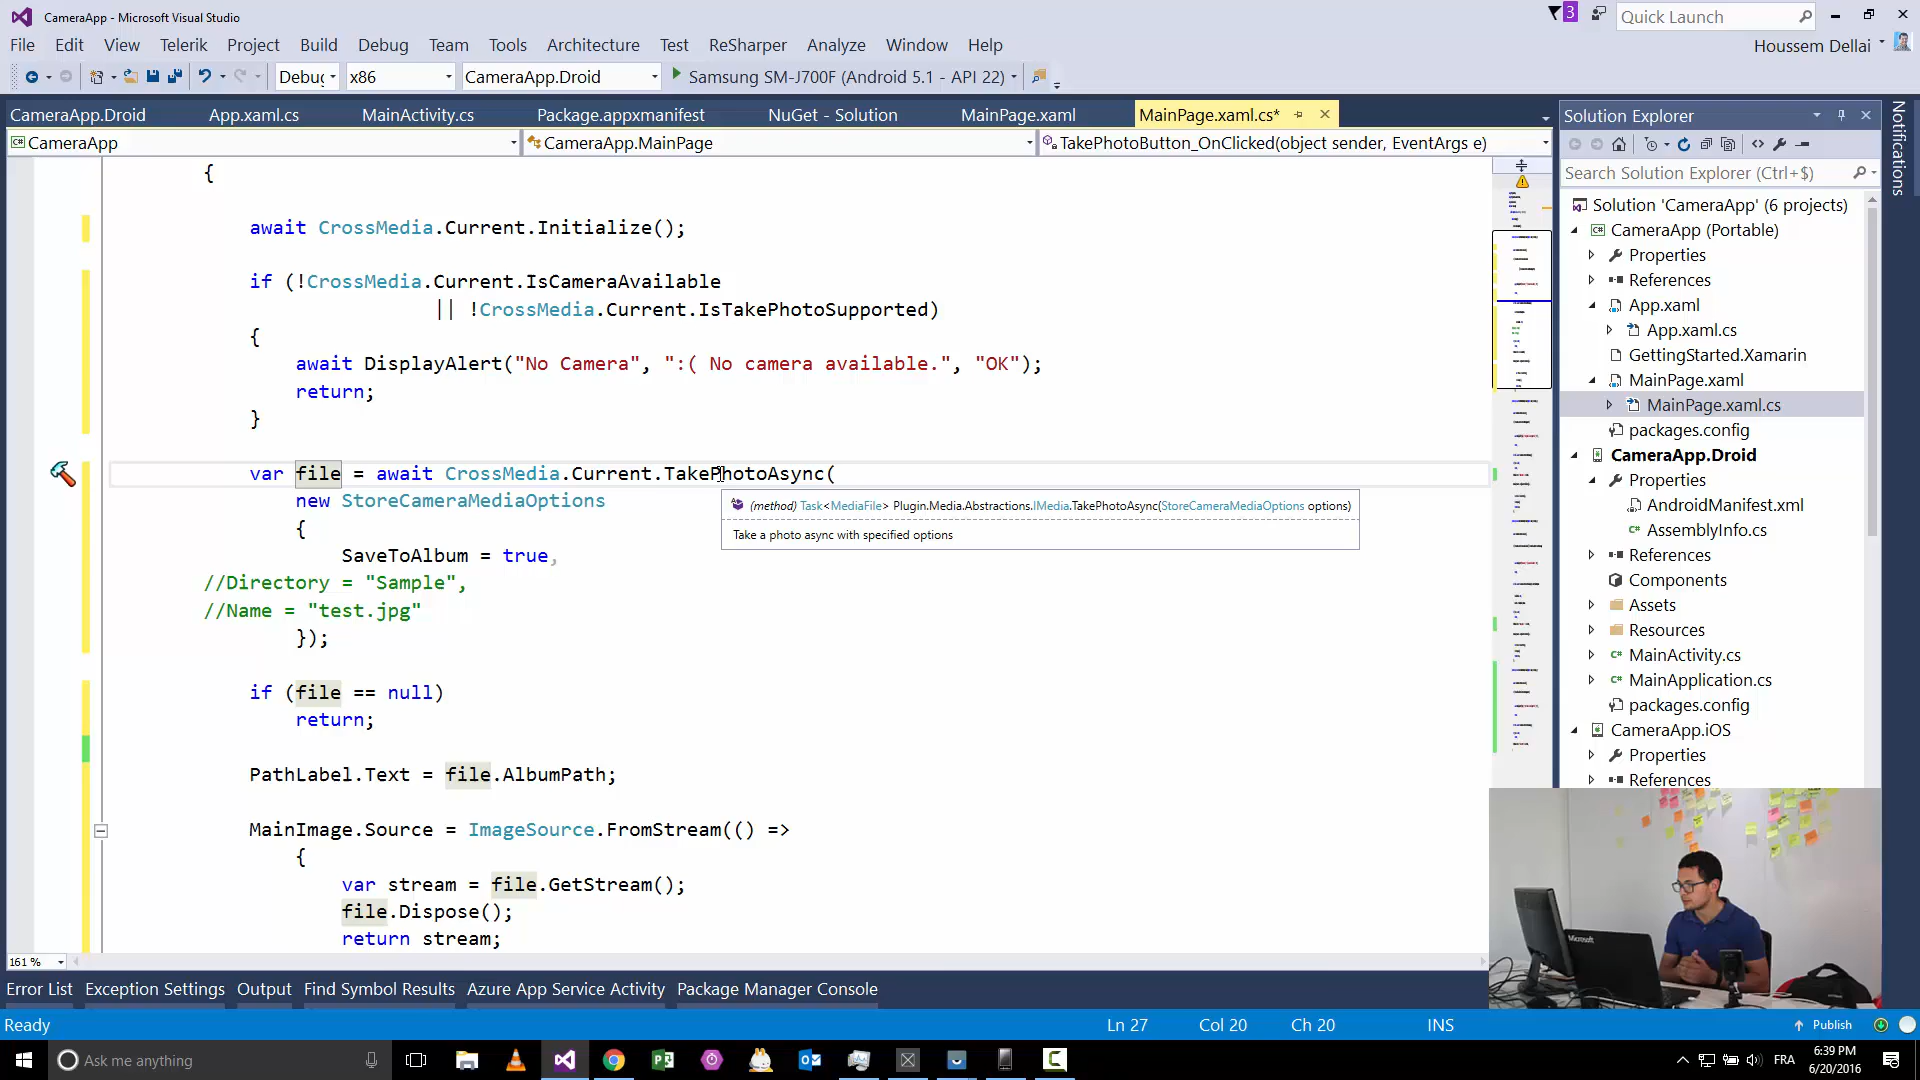 CameraApp - Microsoft Visual Studio
3
Quick Launch
File Edit View Telerik Project Build Debug Team Tools Architecture Test ReSharper Analyze Window Help
Houssem Dellai
Debug x86 CameraApp.Droid Samsung SM-J700F (Android 5.1 - API 22)
CameraApp.Droid App.xaml.cs MainActivity.cs Package.appxmanifest NuGet - Solution MainPage.xaml MainPage.xaml.cs*
CameraApp CameraApp.MainPage TakePhotoButton_OnClicked(object sender, EventArgs e)
{
await CrossMedia.Current.Initialize();
if (!CrossMedia.Current.IsCameraAvailable
|| !CrossMedia.Current.IsTakePhotoSupported)
{
await DisplayAlert("No Camera", ":( No camera available.", "OK");
return;
}
var file = await CrossMedia.Current.TakePhotoAsync(
new StoreCameraMediaOptions
(method) Task<MediaFile> Plugin.Media.Abstractions.IMedia.TakePhotoAsync(StoreCameraMediaOptions options)
Take a photo async with specified options
{
SaveToAlbum = true,
//Directory = "Sample",
//Name = "test.jpg"
});
if (file == null)
return;
PathLabel.Text = file.AlbumPath;
MainImage.Source = ImageSource.FromStream(() =>
{
var stream = file.GetStream();
file.Dispose();
return stream;
161 %
Solution Explorer
Search Solution Explorer (Ctrl+$)
Solution 'CameraApp' (6 projects)
CameraApp (Portable)
Properties
References
App.xaml
App.xaml.cs
GettingStarted.Xamarin
MainPage.xaml
MainPage.xaml.cs
packages.config
CameraApp.Droid
Properties
AndroidManifest.xml
AssemblyInfo.cs
References
Components
Assets
Resources
MainActivity.cs
MainApplication.cs
packages.config
CameraApp.iOS
Properties
References
Notifications
Microsoft
Error List Exception Settings Output Find Symbol Results Azure App Service Activity Package Manager Console
Ready Ln 27 Col 20 Ch 20 INS Publish
Ask me anything
FRA
6:39 PM
6/20/2016